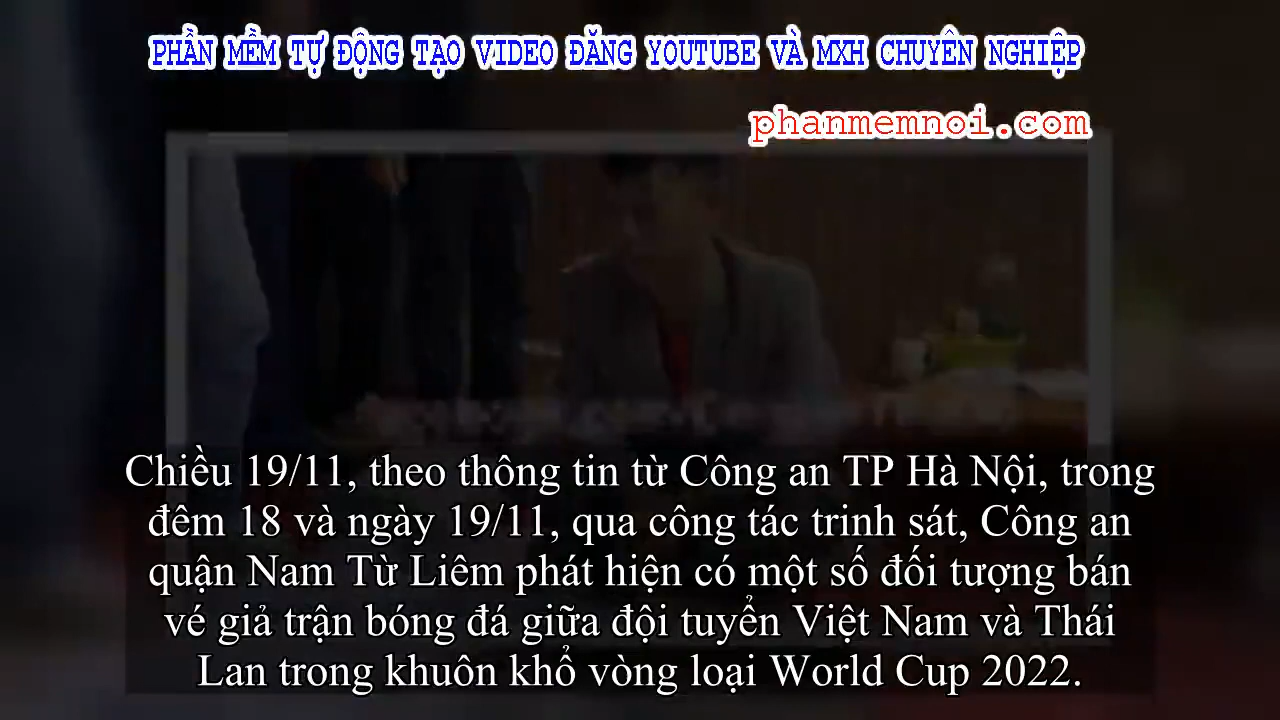 PHẦN MỀM TỰ ĐỘNG TẠO VIDEO ĐĂNG YOUTUBE VÀ MXH CHUYÊN NGHIỆP
phanmemnoi.com
Chiều 19/11, theo thông tin từ Công an TP Hà Nội, trong
đêm 18 và ngày 19/11, qua công tác trinh sát, Công an
quận Nam Từ Liêm phát hiện có một số đối tượng bán
vé giả trận bóng đá giữa đội tuyển Việt Nam và Thái
Lan trong khuôn khổ vòng loại World Cup 2022.